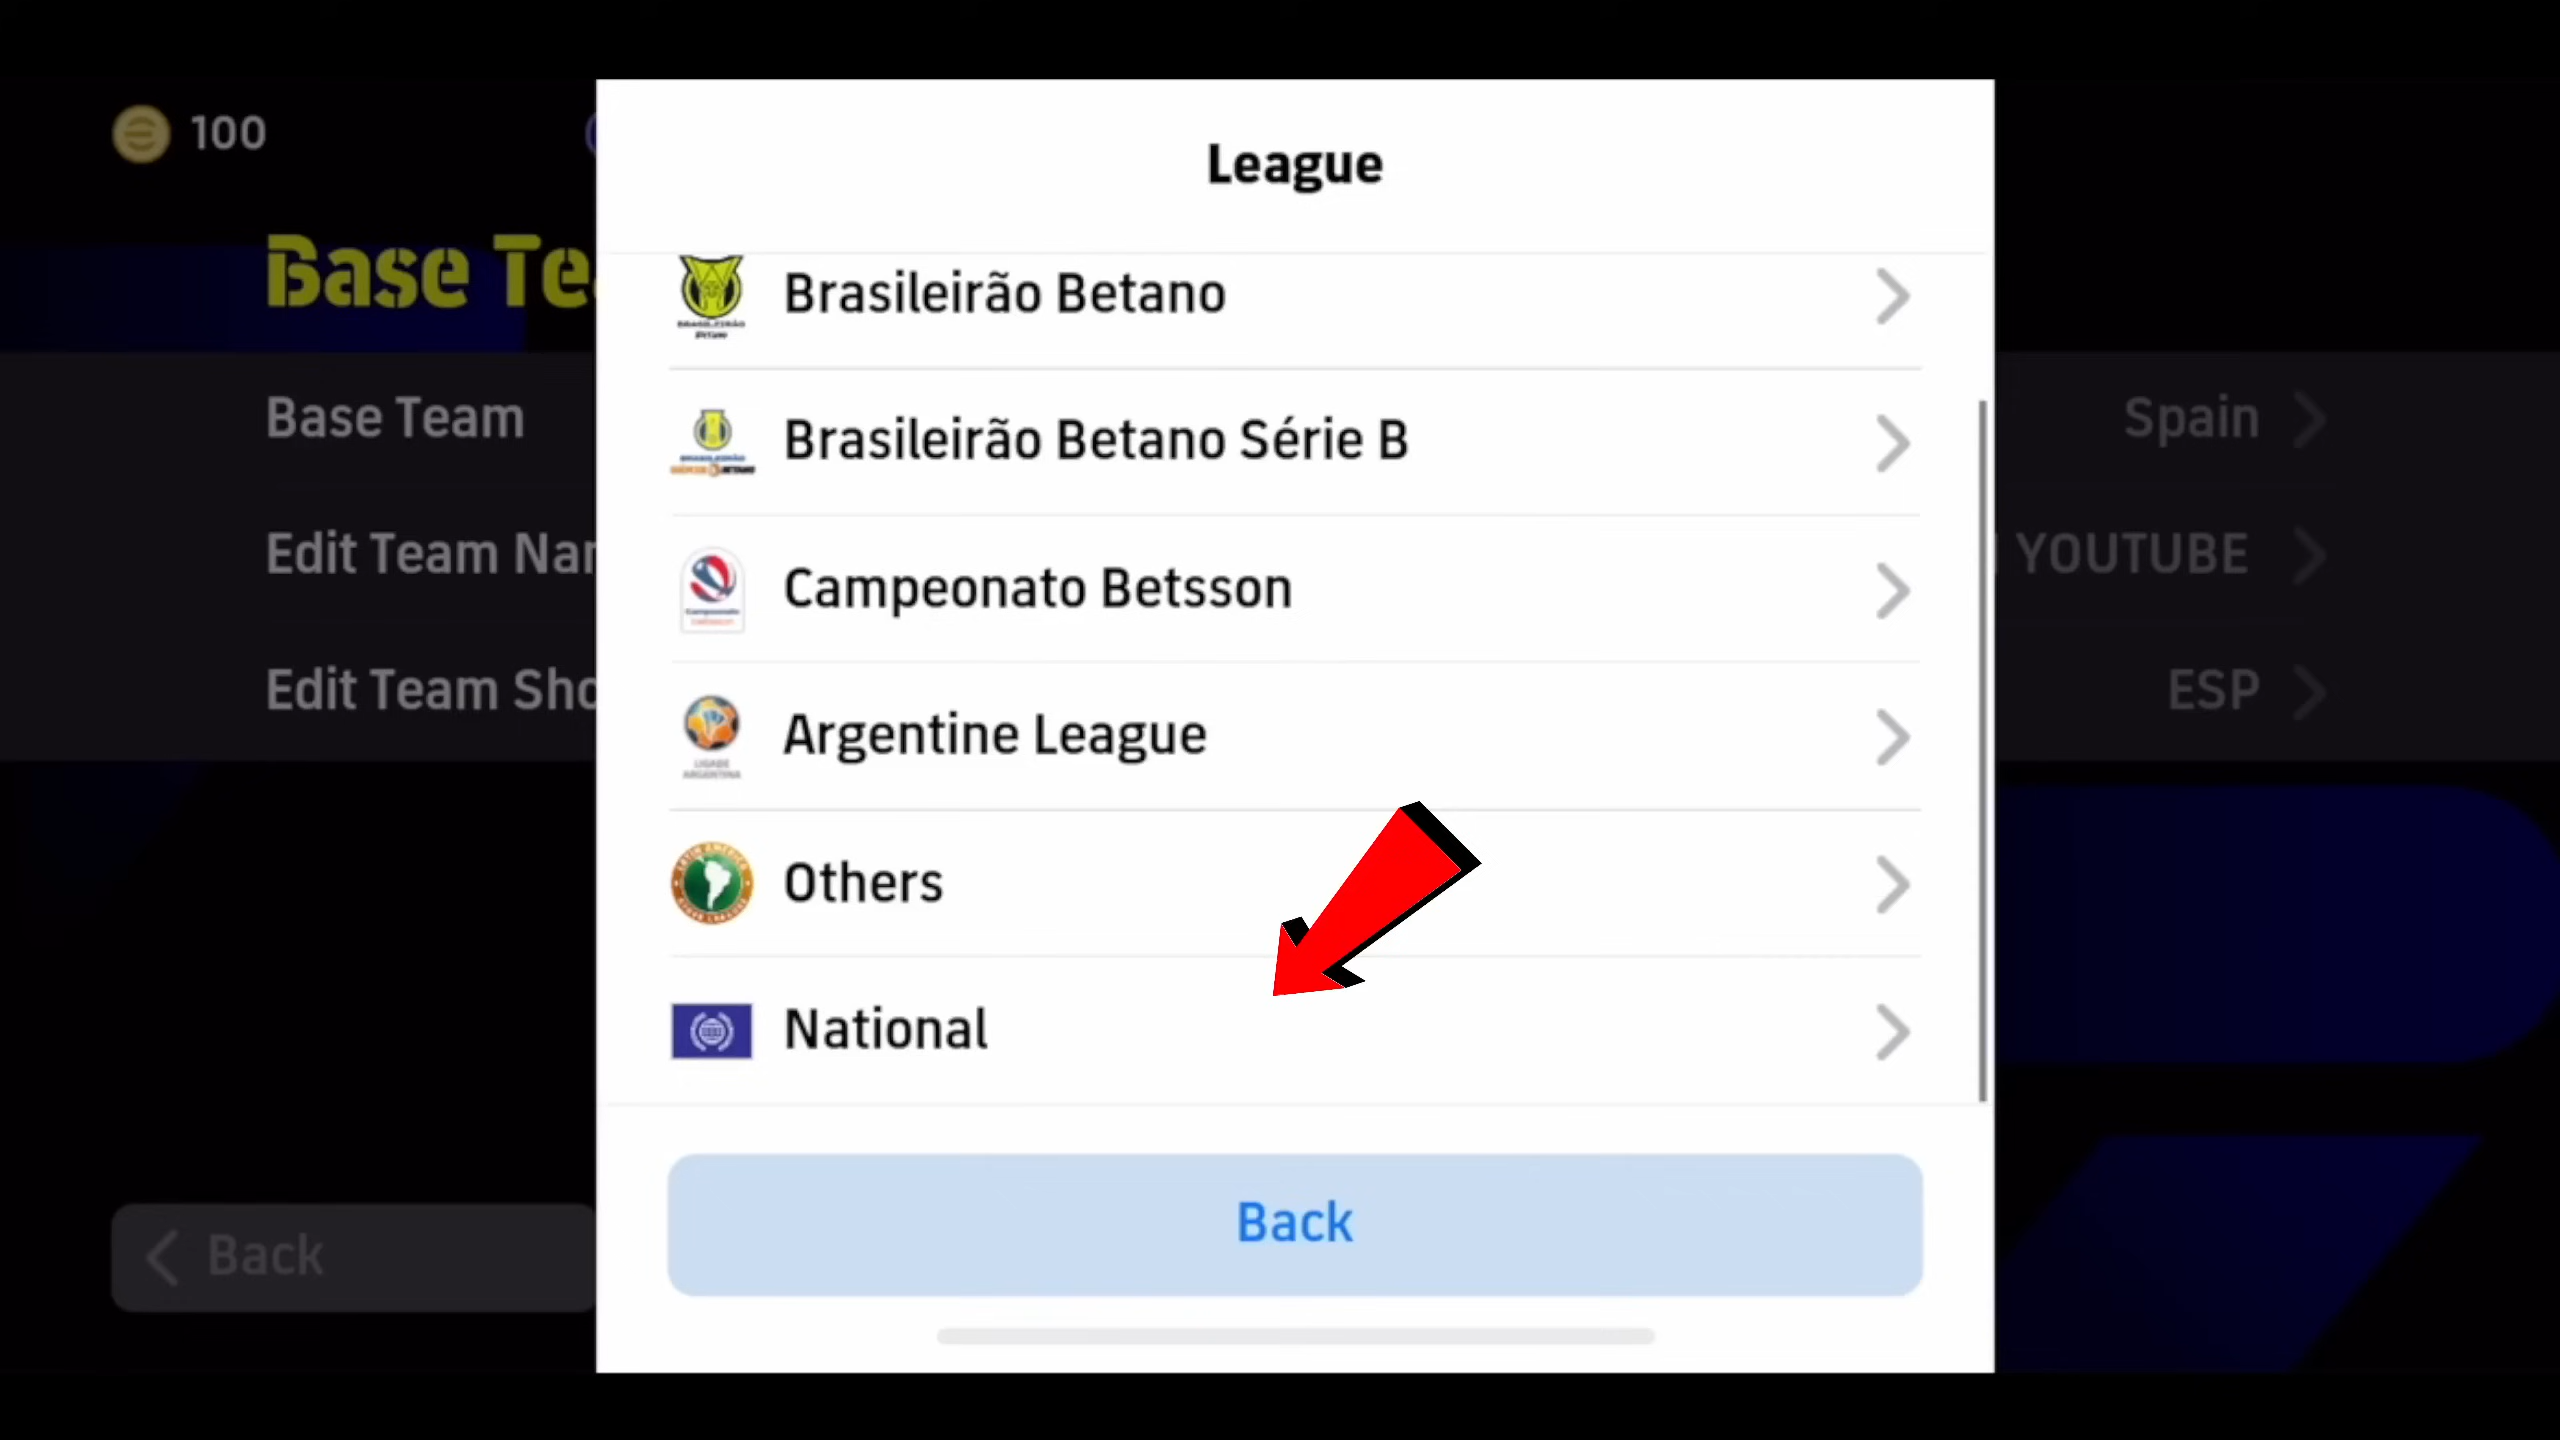 100
League
Base Te
Brasileirão Betano
Base Team
Spain
Brasileirão Betano Série B
Edit Team Nar
YOUTUBE
Campeonato Betsson
Edit Team Sho
ESP
Argentine League
Others
National
Back
Back